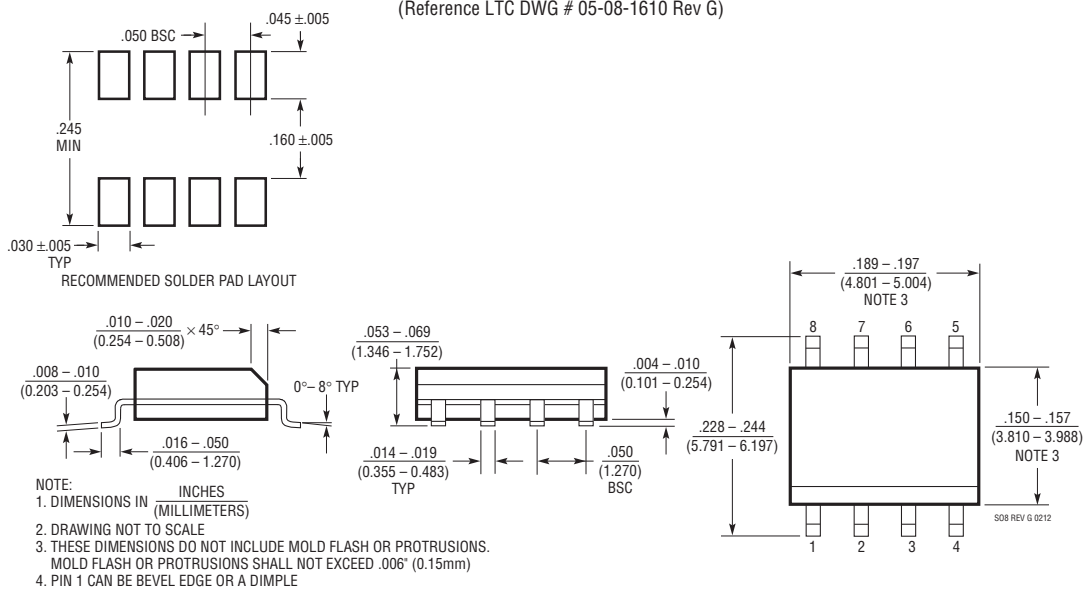 (Reference LTC DWG # 05-08-1610 Rev G)
.050 BSC
.045 ±.005
.245
MIN
.160 ±.005
.030 ±.005
TYP
RECOMMENDED SOLDER PAD LAYOUT
.010 – .020
(0.254 – 0.508)
× 45°
.008 – .010
(0.203 – 0.254)
0°– 8° TYP
.016 – .050
(0.406 – 1.270)
.053 – .069
(1.346 – 1.752)
.004 – .010
(0.101 – 0.254)
.014 – .019
(0.355 – 0.483)
TYP
.050
(1.270)
BSC
.189 – .197
(4.801 – 5.004)
NOTE 3
8 7 6 5
.228 – .244
(5.791 – 6.197)
.150 – .157
(3.810 – 3.988)
NOTE 3
1 2 3 4
SO8 REV G 0212
NOTE:
1. DIMENSIONS IN INCHES
(MILLIMETERS)
2. DRAWING NOT TO SCALE
3. THESE DIMENSIONS DO NOT INCLUDE MOLD FLASH OR PROTRUSIONS.
MOLD FLASH OR PROTRUSIONS SHALL NOT EXCEED .006" (0.15mm)
4. PIN 1 CAN BE BEVEL EDGE OR A DIMPLE